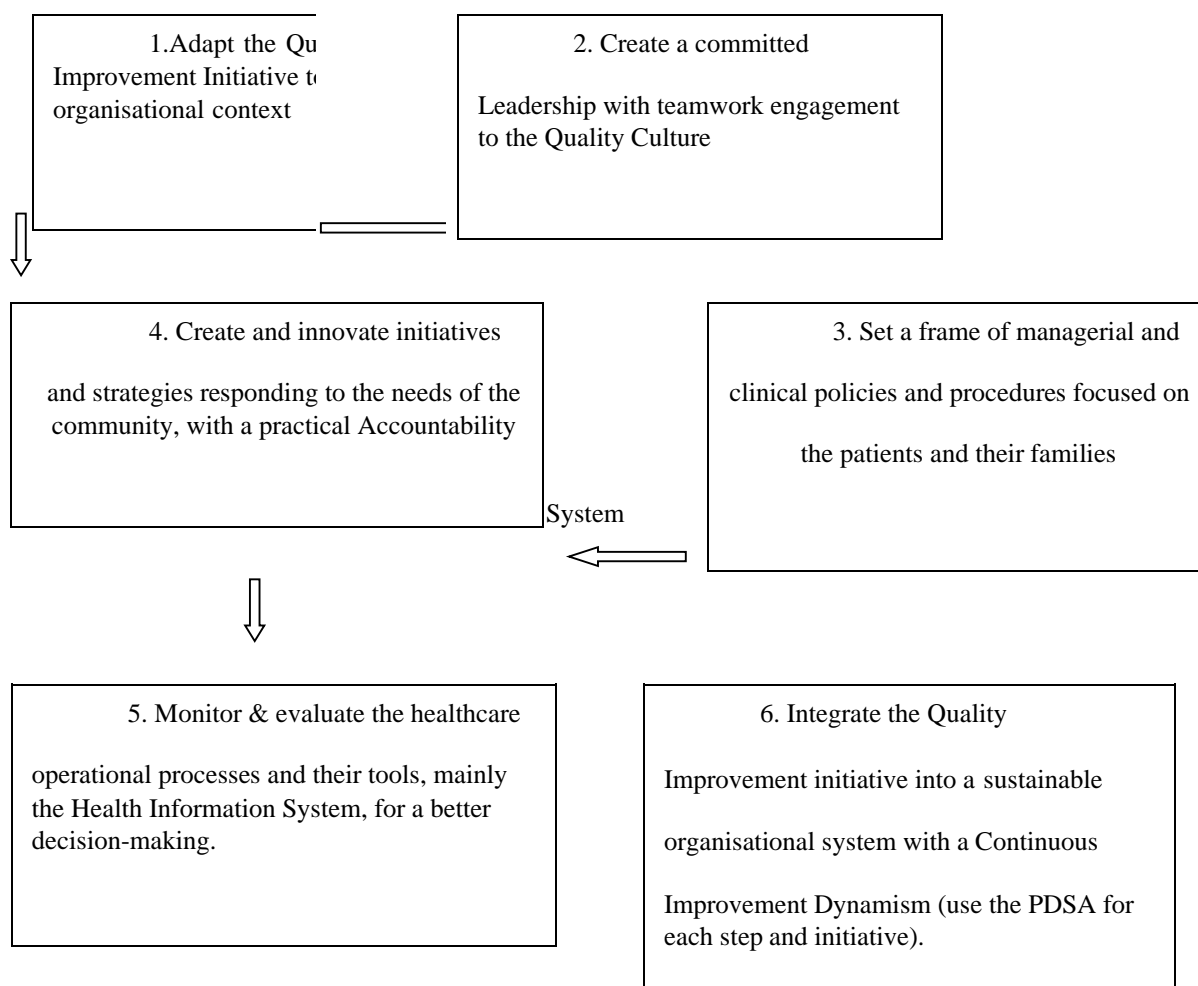 1.Adapt the Qu
Improvement Initiative to
organisational context
2. Create a committed
Leadership with teamwork engagement
to the Quality Culture
4. Create and innovate initiatives
and strategies responding to the needs of the
community, with a practical Accountability
System
3. Set a frame of managerial and
clinical policies and procedures focused on
the patients and their families
5. Monitor & evaluate the healthcare
operational processes and their tools, mainly
the Health Information System, for a better
decision-making.
6. Integrate the Quality
Improvement initiative into a sustainable
organisational system with a Continuous
Improvement Dynamism (use the PDSA for
each step and initiative).